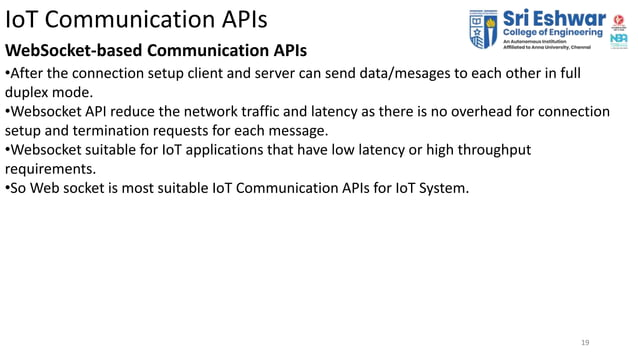 IoT Communication APIs
Sri Eshwar
College of Engineering
An Autonomous Institution
Affiliated to Anna University, Chennai
WebSocket-based Communication APIs
•After the connection setup client and server can send data/mesages to each other in full
duplex mode.
•Websocket API reduce the network traffic and latency as there is no overhead for connection
setup and termination requests for each message.
•Websocket suitable for IoT applications that have low latency or high throughput
requirements.
•So Web socket is most suitable IoT Communication APIs for IoT System.
19